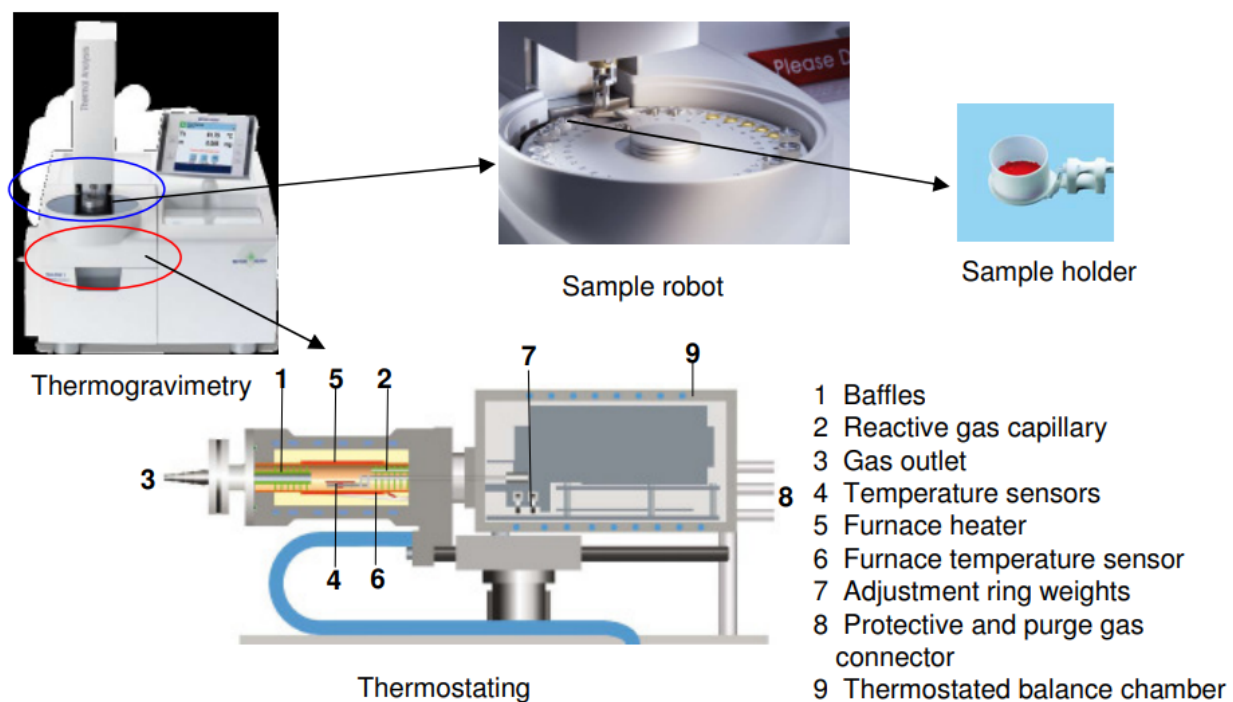 Thermal Analysis
Please D
Sample robot
Sample holder
Thermogravimetry
1
5
2
7
9
3
8
4
6
1 Baffles
2 Reactive gas capillary
3 Gas outlet
4 Temperature sensors
5 Furnace heater
6 Furnace temperature sensor
7 Adjustment ring weights
8 Protective and purge gas
connector
9 Thermostated balance chamber
Thermostating